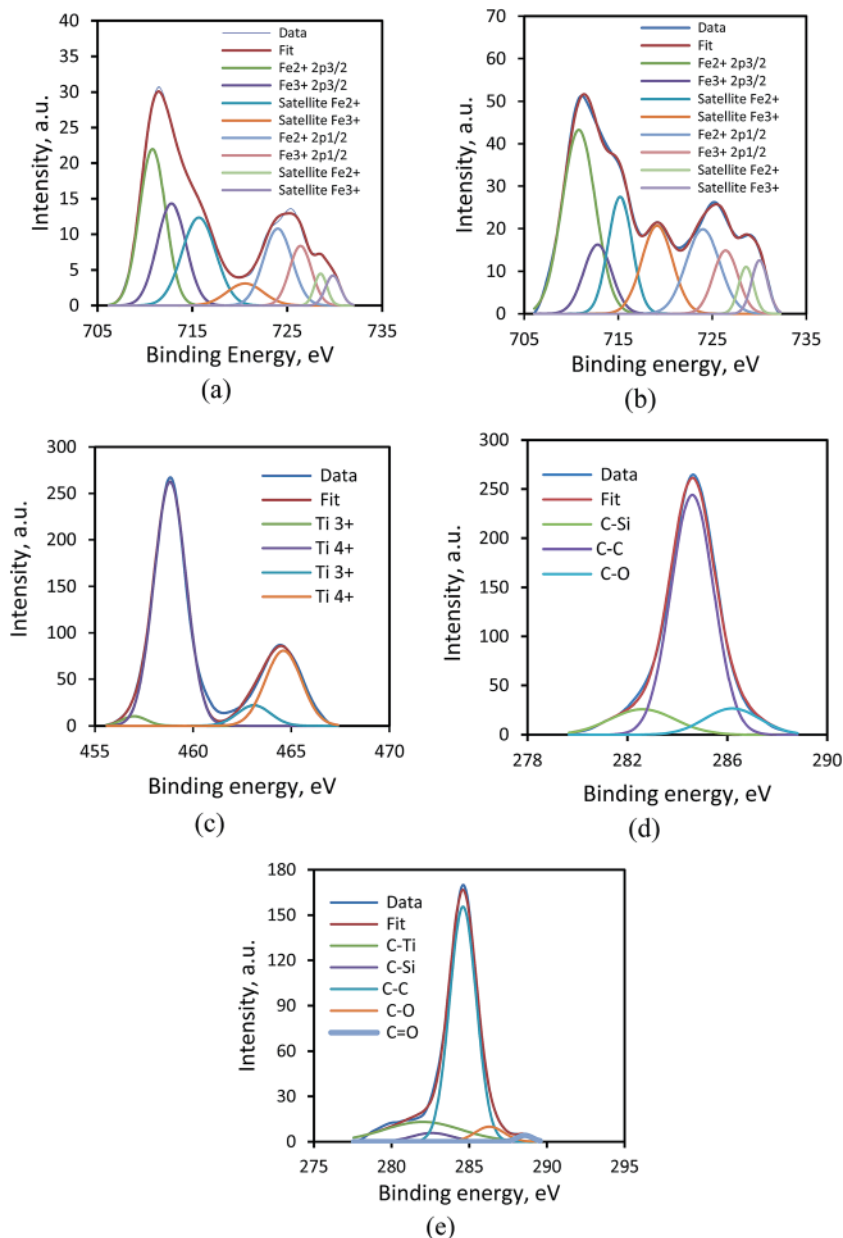 40
35
30
25
20
15
10
5
0
Intensity, a.u.
Data
Fit
Fe2+ 2p3/2
Fe3+ 2p3/2
Satellite Fe2+
Satellite Fe3+
Fe2+ 2p1/2
Fe3+ 2p1/2
Satellite Fe2+
Satellite Fe3+
705 715 725 735
Binding Energy, eV
(a)
70
60
50
40
30
20
10
0
Intensity, a.u.
Data
Fit
Fe2+ 2p3/2
Fe3+ 2p3/2
Satellite Fe2+
Satellite Fe3+
Fe2+ 2p1/2
Fe3+ 2p1/2
Satellite Fe2+
Satellite Fe3+
705 715 725 735
Binding energy, eV
(b)
300
250
200
150
100
50
0
Intensity, a.u.
Data
Fit
Ti 3+
Ti 4+
Ti 3+
Ti 4+
455 460 465 470
Binding energy, eV
(c)
300
250
200
150
100
50
0
Intensity, a.u.
Data
Fit
C-Si
C-C
C-O
278 282 286 290
Binding energy, eV
(d)
180
150
120
90
60
30
0
Intensity, a.u.
Data
Fit
C-Ti
C-Si
C-C
C-O
C=O
275 280 285 290 295
Binding energy, eV
(e)